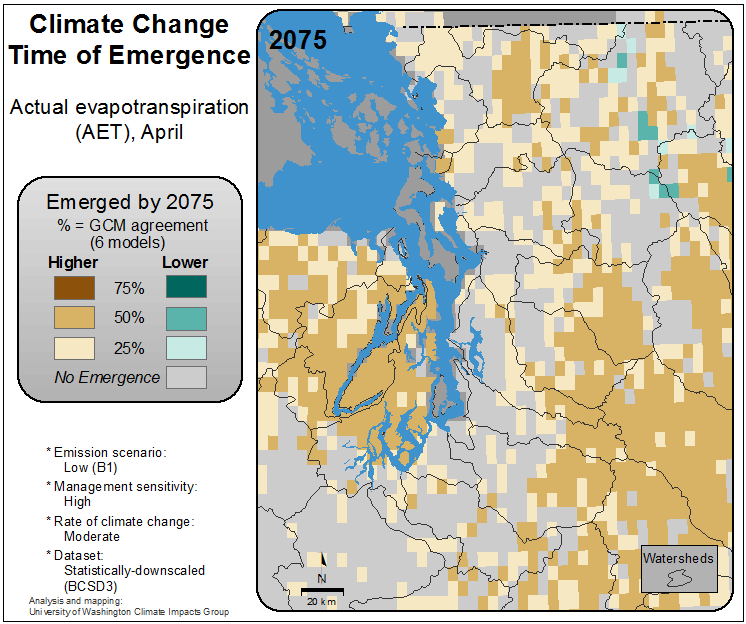 Climate Change
Time of Emergence
Actual evapotranspiration
(AET), April
Emerged by 2075
% = GCM agreement
(6 models)
Higher Lower
75%
50%
25%
No Emergence
* Emission scenario:
Low (B1)
* Management sensitivity:
High
* Rate of climate change:
Moderate
* Dataset:
Statistically-downscaled
(BCSD3)
Analysis and mapping:
University of Washington Climate Impacts Group
2075
N
20 km
Watersheds